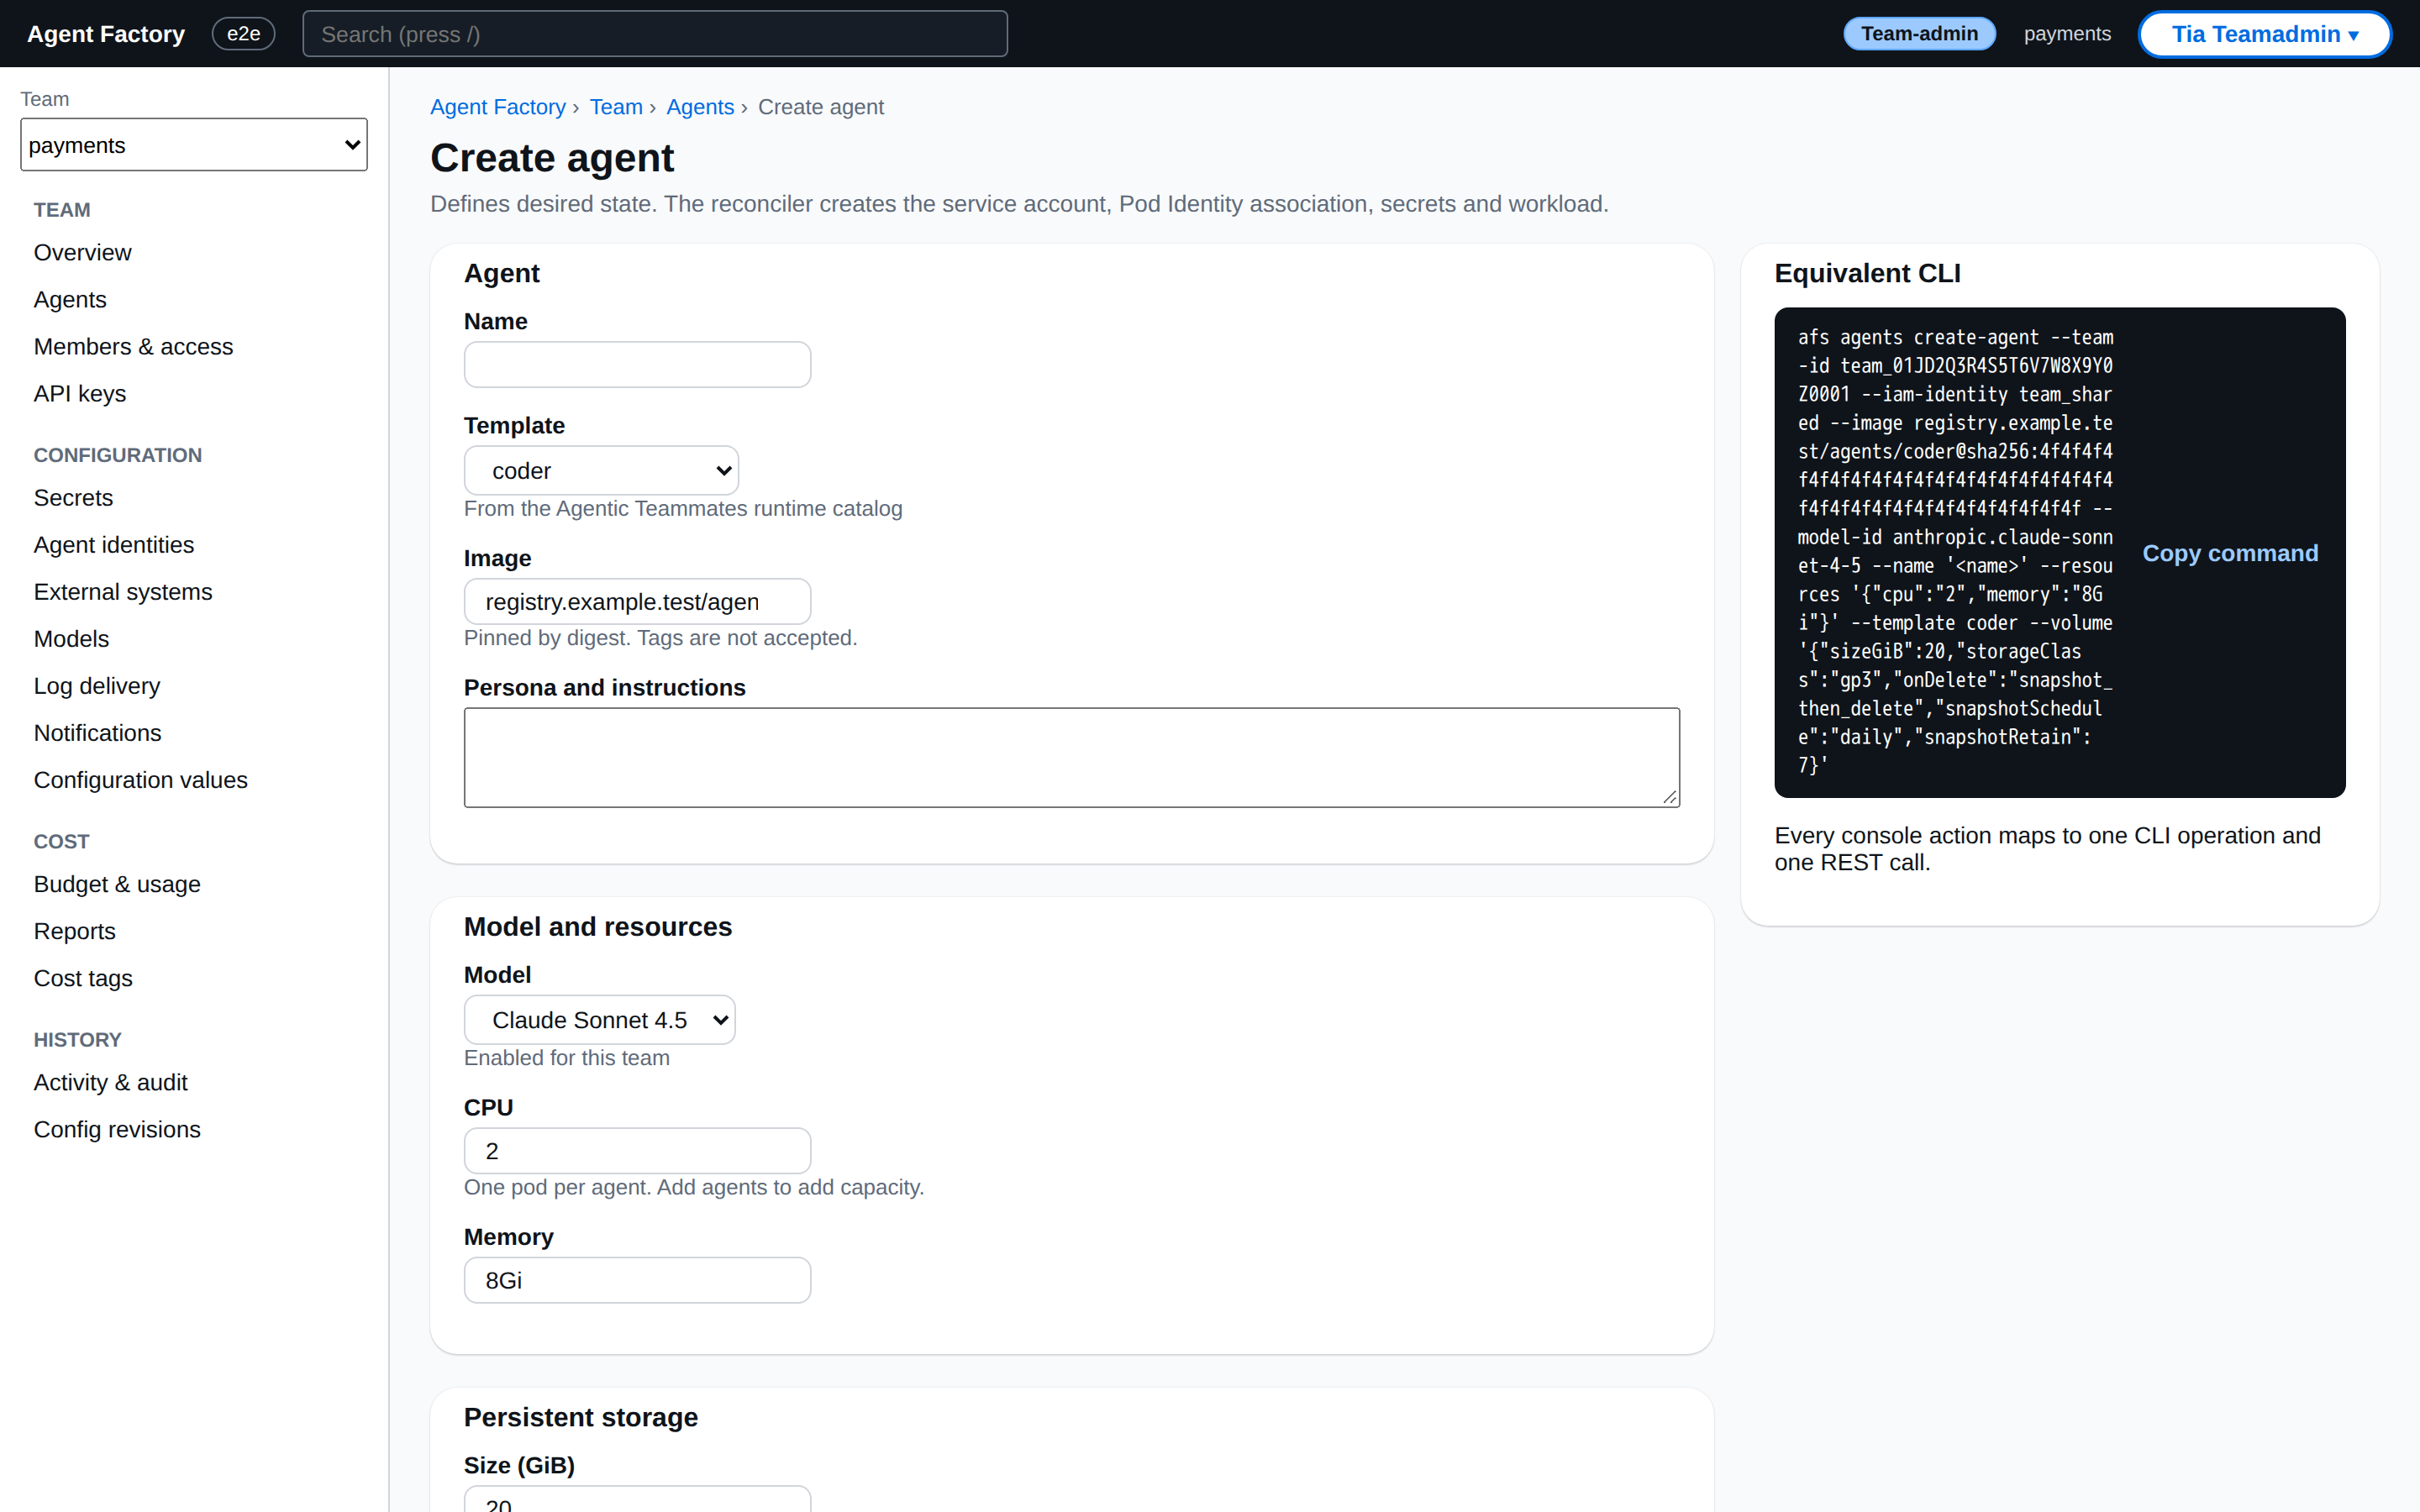 Agent Factory
e2e
Search (press /)
Team-admin
payments
Tia Teamadmin ▾
Team
payments
TEAM
Overview
Agents
Members & access
API keys
CONFIGURATION
Secrets
Agent identities
External systems
Models
Log delivery
Notifications
Configuration values
COST
Budget & usage
Reports
Cost tags
HISTORY
Activity & audit
Config revisions
Agent Factory › Team › Agents › Create agent
Create agent
Defines desired state. The reconciler creates the service account, Pod Identity association, secrets and workload.
Agent
Name
Template
coder
From the Agentic Teammates runtime catalog
Image
registry.example.test/agen
Pinned by digest. Tags are not accepted.
Persona and instructions
Model and resources
Model
Claude Sonnet 4.5
Enabled for this team
CPU
2
One pod per agent. Add agents to add capacity.
Memory
8Gi
Persistent storage
Size (GiB)
20
Equivalent CLI
afs agents create-agent --team
-id team_01JD2Q3R4S5T6V7W8X9Y0
Z0001 --iam-identity team_shar
ed --image registry.example.te
st/agents/coder@sha256:4f4f4f4
f4f4f4f4f4f4f4f4f4f4f4f4f4f4f4
f4f4f4f4f4f4f4f4f4f4f4f4f4f --
model-id anthropic.claude-sonn
et-4-5 --name '<name>' --resou
rces '{"cpu":"2","memory":"8G
i"}' --template coder --volume
'{"sizeGiB":20,"storageClas
s":"gp3","onDelete":"snapshot_
then_delete","snapshotSchedul
e":"daily","snapshotRetain":
7}'
Copy command
Every console action maps to one CLI operation and
one REST call.